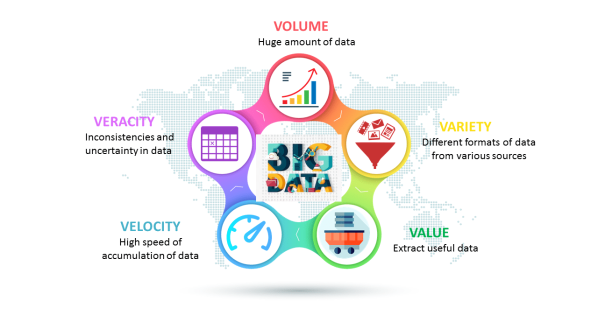 VOLUME
Huge amount of data
VERACITY
Inconsistencies and
uncertainty in data
VARIETY
Different formats of data
from various sources
BIG
DATA
VELOCITY
High speed of
accumulation of data
VALUE
Extract useful data